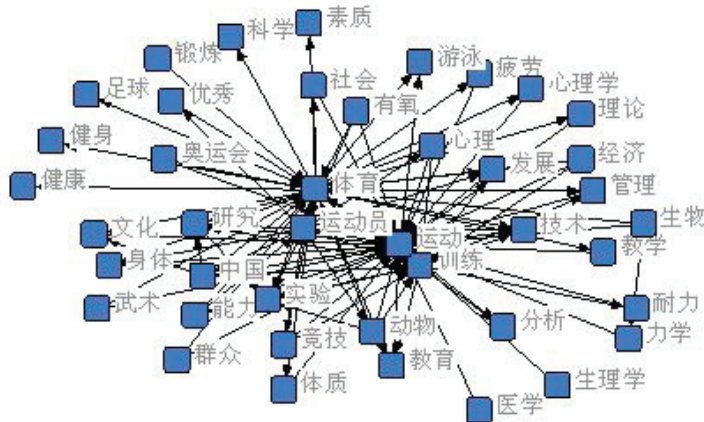 素质
科学
锻炼
游泳
疲劳
心理学
足球
优秀
社会
有氧
理论
健身
奥运会
心理
发展
经济
健康
体育
管理
文化
研究
运动员
运动
技术
生物
教学
身体
中国
训练
武术
能力
实验
耐力
分析
力学
群众
竞技
动物
教育
体质
生理学
医学